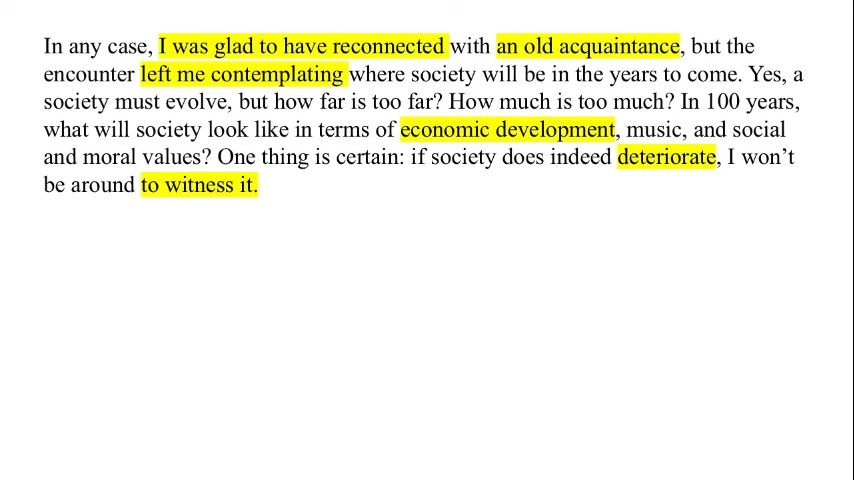 In any case, I was glad to have reconnected with an old acquaintance, but the
encounter left me contemplating where society will be in the years to come. Yes, a
society must evolve, but how far is too far? How much is too much? In 100 years,
what will society look like in terms of economic development, music, and social
and moral values? One thing is certain: if society does indeed deteriorate, I won’t
be around to witness it.